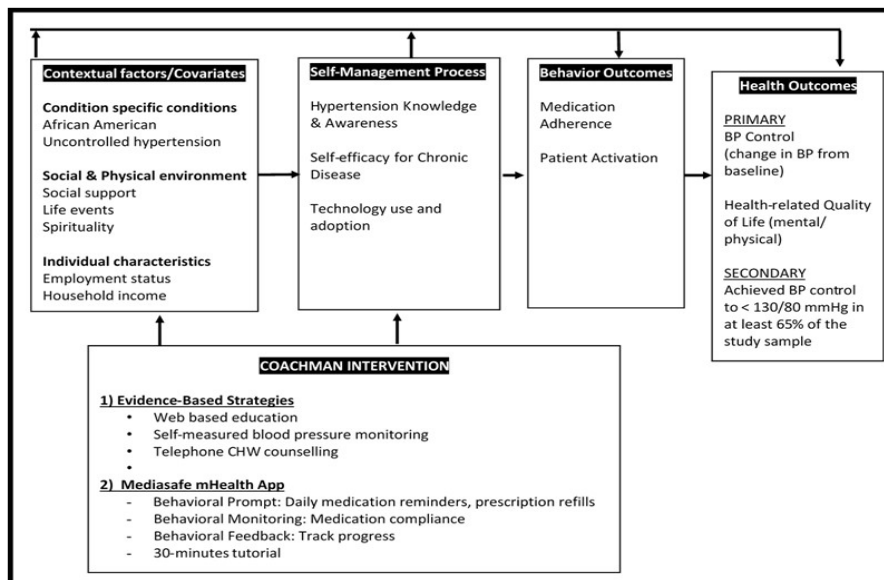 Contextual factors/Covariates
Condition specific conditions
African American
Uncontrolled hypertension
Social & Physical environment
Social support
Life events
Spirituality
Individual characteristics
Employment status
Household income
Self-Management Process
Hypertension Knowledge
& Awareness
Self-efficacy for Chronic
Disease
Technology use and
adoption
Behavior Outcomes
Medication
Adherence
Patient Activation
Health Outcomes
PRIMARY
BP Control
(change in BP from
baseline)
Health-related Quality
of Life (mental/
physical)
SECONDARY
Achieved BP control
to < 130/80 mmHg in
at least 65% of the
study sample
COACHMAN INTERVENTION
1) Evidence-Based Strategies
• Web based education
• Self-measured blood pressure monitoring
• Telephone CHW counselling
•
2) Mediasafe mHealth App
- Behavioral Prompt: Daily medication reminders, prescription refills
- Behavioral Monitoring: Medication compliance
- Behavioral Feedback: Track progress
- 30-minutes tutorial